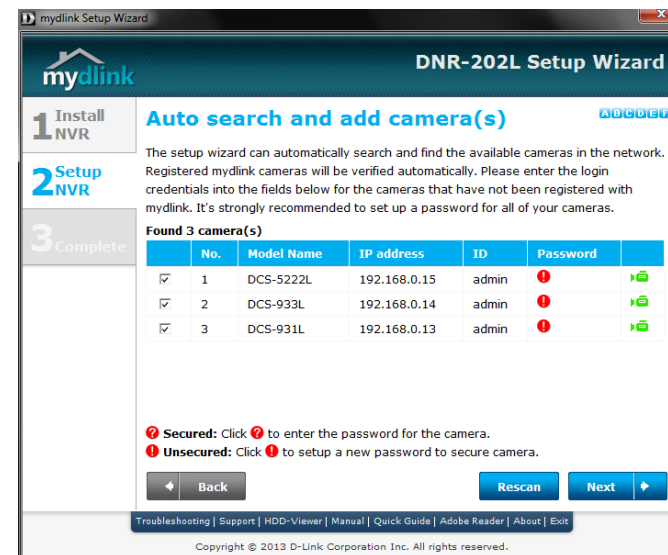 mydlink Setup Wizard
mydlink
DNR-202L Setup Wizard
1 Install NVR
2 Setup NVR
3 Complete
Auto search and add camera(s)
A B C D E F
The setup wizard can automatically search and find the available cameras in the network.
Registered mydlink cameras will be verified automatically. Please enter the login
credentials into the fields below for the cameras that have not been registered with
mydlink. It's strongly recommended to set up a password for all of your cameras.
Found 3 camera(s)
No. Model Name IP address ID Password
1 DCS-5222L 192.168.0.15 admin !
2 DCS-933L 192.168.0.14 admin !
3 DCS-931L 192.168.0.13 admin !
? Secured: Click ? to enter the password for the camera.
! Unsecured: Click ! to setup a new password to secure camera.
Back Rescan Next
Troubleshooting | Support | HDD-Viewer | Manual | Quick Guide | Adobe Reader | About | Exit
Copyright © 2013 D-Link Corporation Inc. All rights reserved.